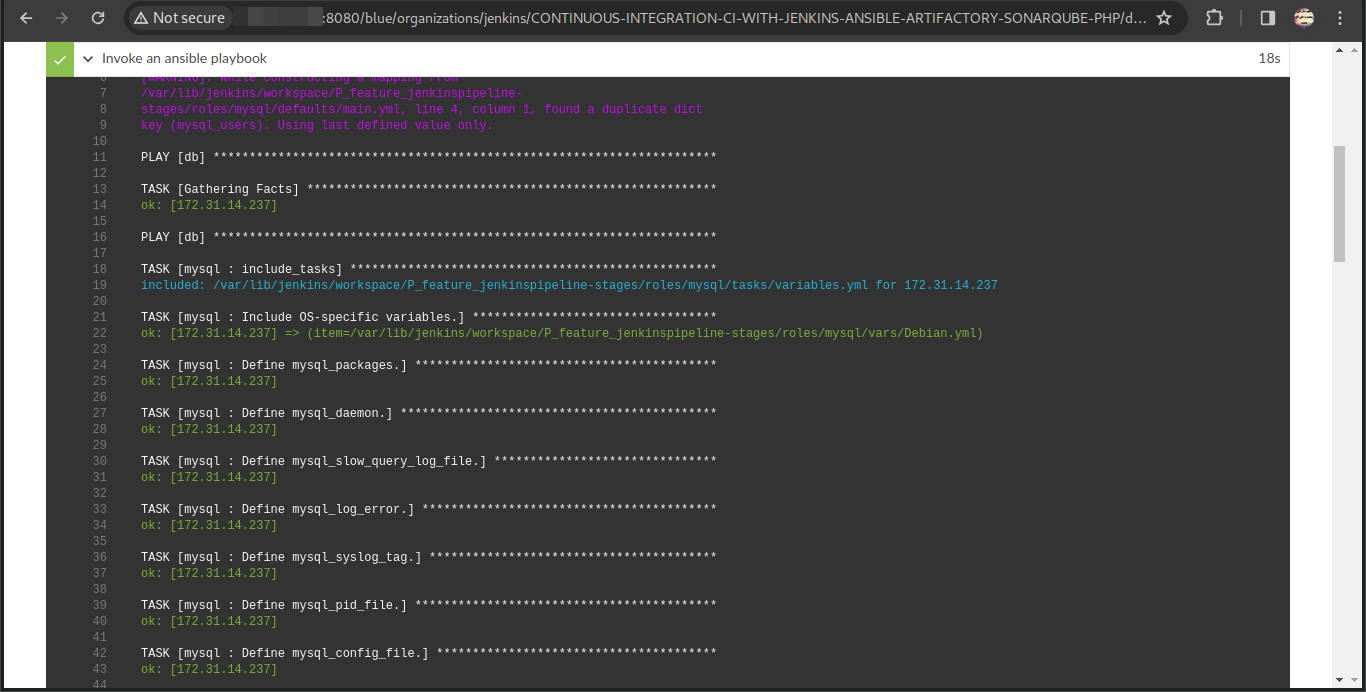 Not secure :8080/blue/organizations/jenkins/CONTINUOUS-INTEGRATION-CI-WITH-JENKINS-ANSIBLE-ARTIFACTORY-SONARQUBE-PHP/d...
Invoke an ansible playbook 18s
6 [WARNING]: While constructing a mapping from
7 /var/lib/jenkins/workspace/P_feature_jenkinspipeline-
8 stages/roles/mysql/defaults/main.yml, line 4, column 1, found a duplicate dict
9 key (mysql_users). Using last defined value only.
10
11 PLAY [db] **********************************************************************
12
13 TASK [Gathering Facts] *********************************************************
14 ok: [172.31.14.237]
15
16 PLAY [db] **********************************************************************
17
18 TASK [mysql : include_tasks] ***************************************************
19 included: /var/lib/jenkins/workspace/P_feature_jenkinspipeline-stages/roles/mysql/tasks/variables.yml for 172.31.14.237
20
21 TASK [mysql : Include OS-specific variables.] **********************************
22 ok: [172.31.14.237] => (item=/var/lib/jenkins/workspace/P_feature_jenkinspipeline-stages/roles/mysql/vars/Debian.yml)
23
24 TASK [mysql : Define mysql_packages.] ******************************************
25 ok: [172.31.14.237]
26
27 TASK [mysql : Define mysql_daemon.] ********************************************
28 ok: [172.31.14.237]
29
30 TASK [mysql : Define mysql_slow_query_log_file.] *******************************
31 ok: [172.31.14.237]
32
33 TASK [mysql : Define mysql_log_error.] *****************************************
34 ok: [172.31.14.237]
35
36 TASK [mysql : Define mysql_syslog_tag.] ****************************************
37 ok: [172.31.14.237]
38
39 TASK [mysql : Define mysql_pid_file.] ******************************************
40 ok: [172.31.14.237]
41
42 TASK [mysql : Define mysql_config_file.] ***************************************
43 ok: [172.31.14.237]
44